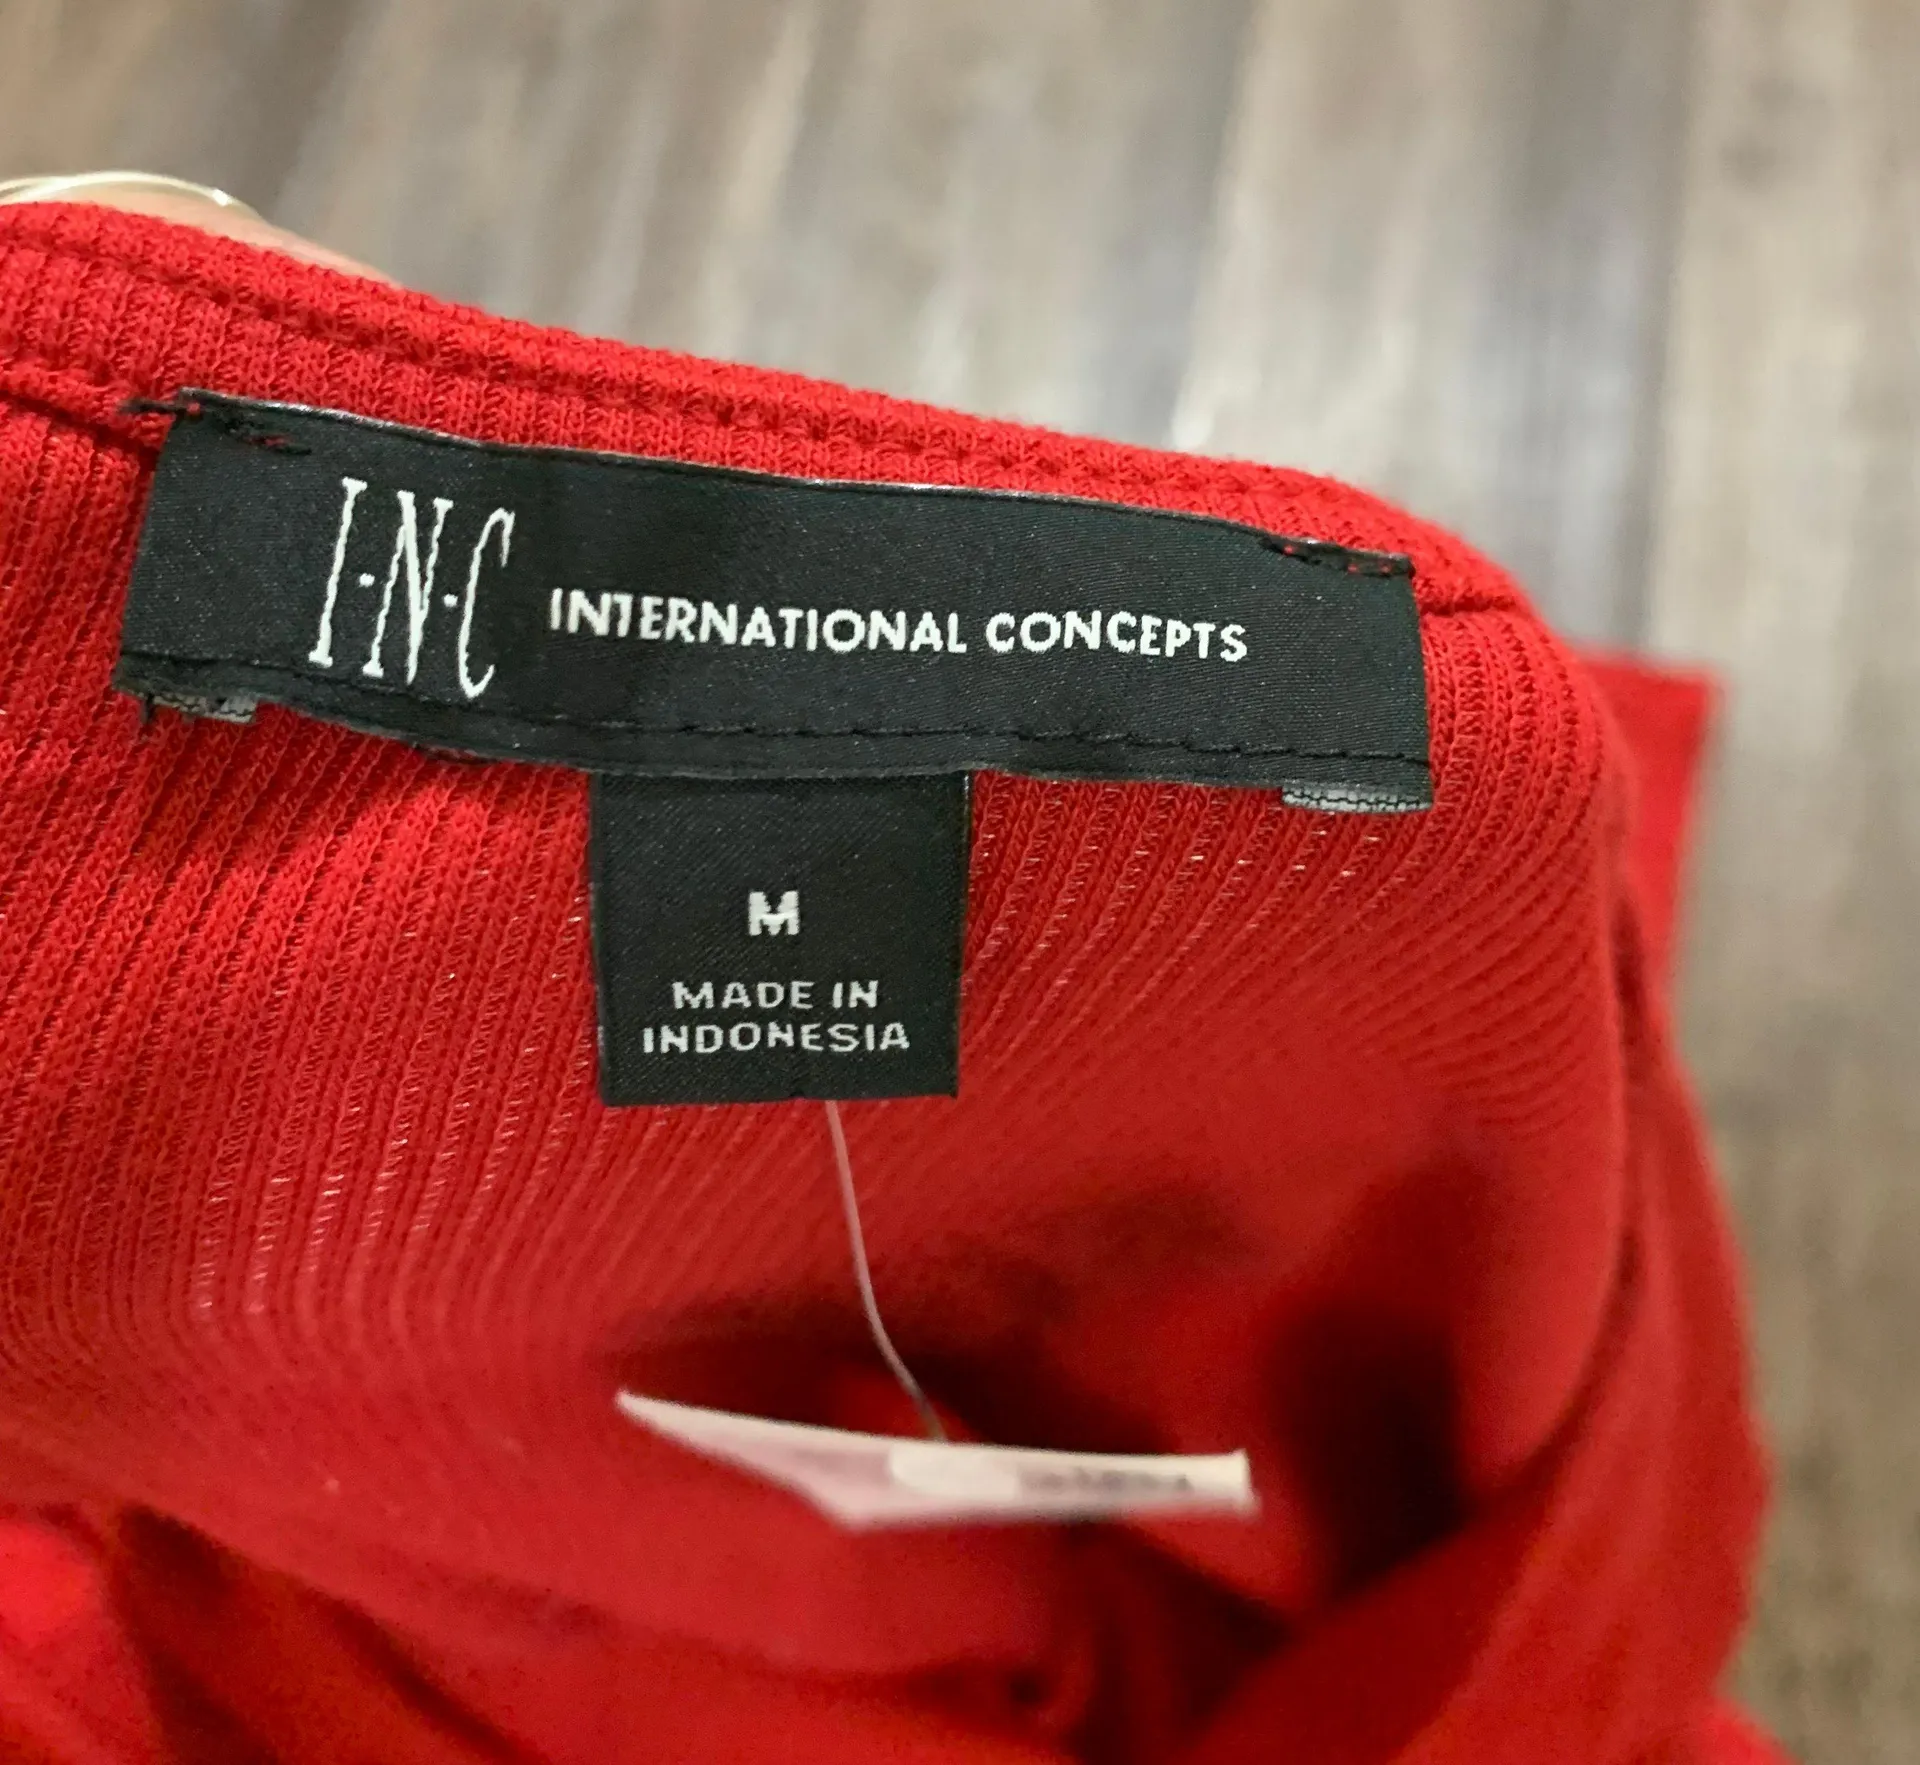 I·N·C INTERNATIONAL CONCEPTS
M
MADE IN
INDONESIA